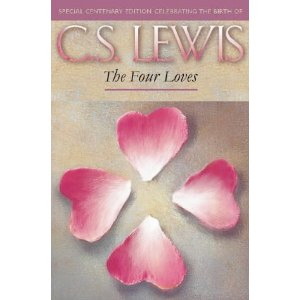 SPECIAL CENTENARY EDITION CELEBRATING THE BIRTH OF
C.S. LEWIS
The Four Loves